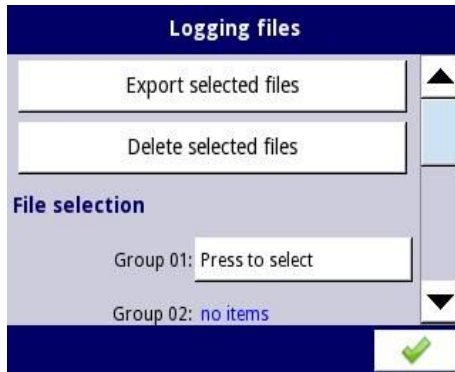 Logging files
Export selected files
Delete selected files
File selection
Group 01: Press to select
Group 02: no items